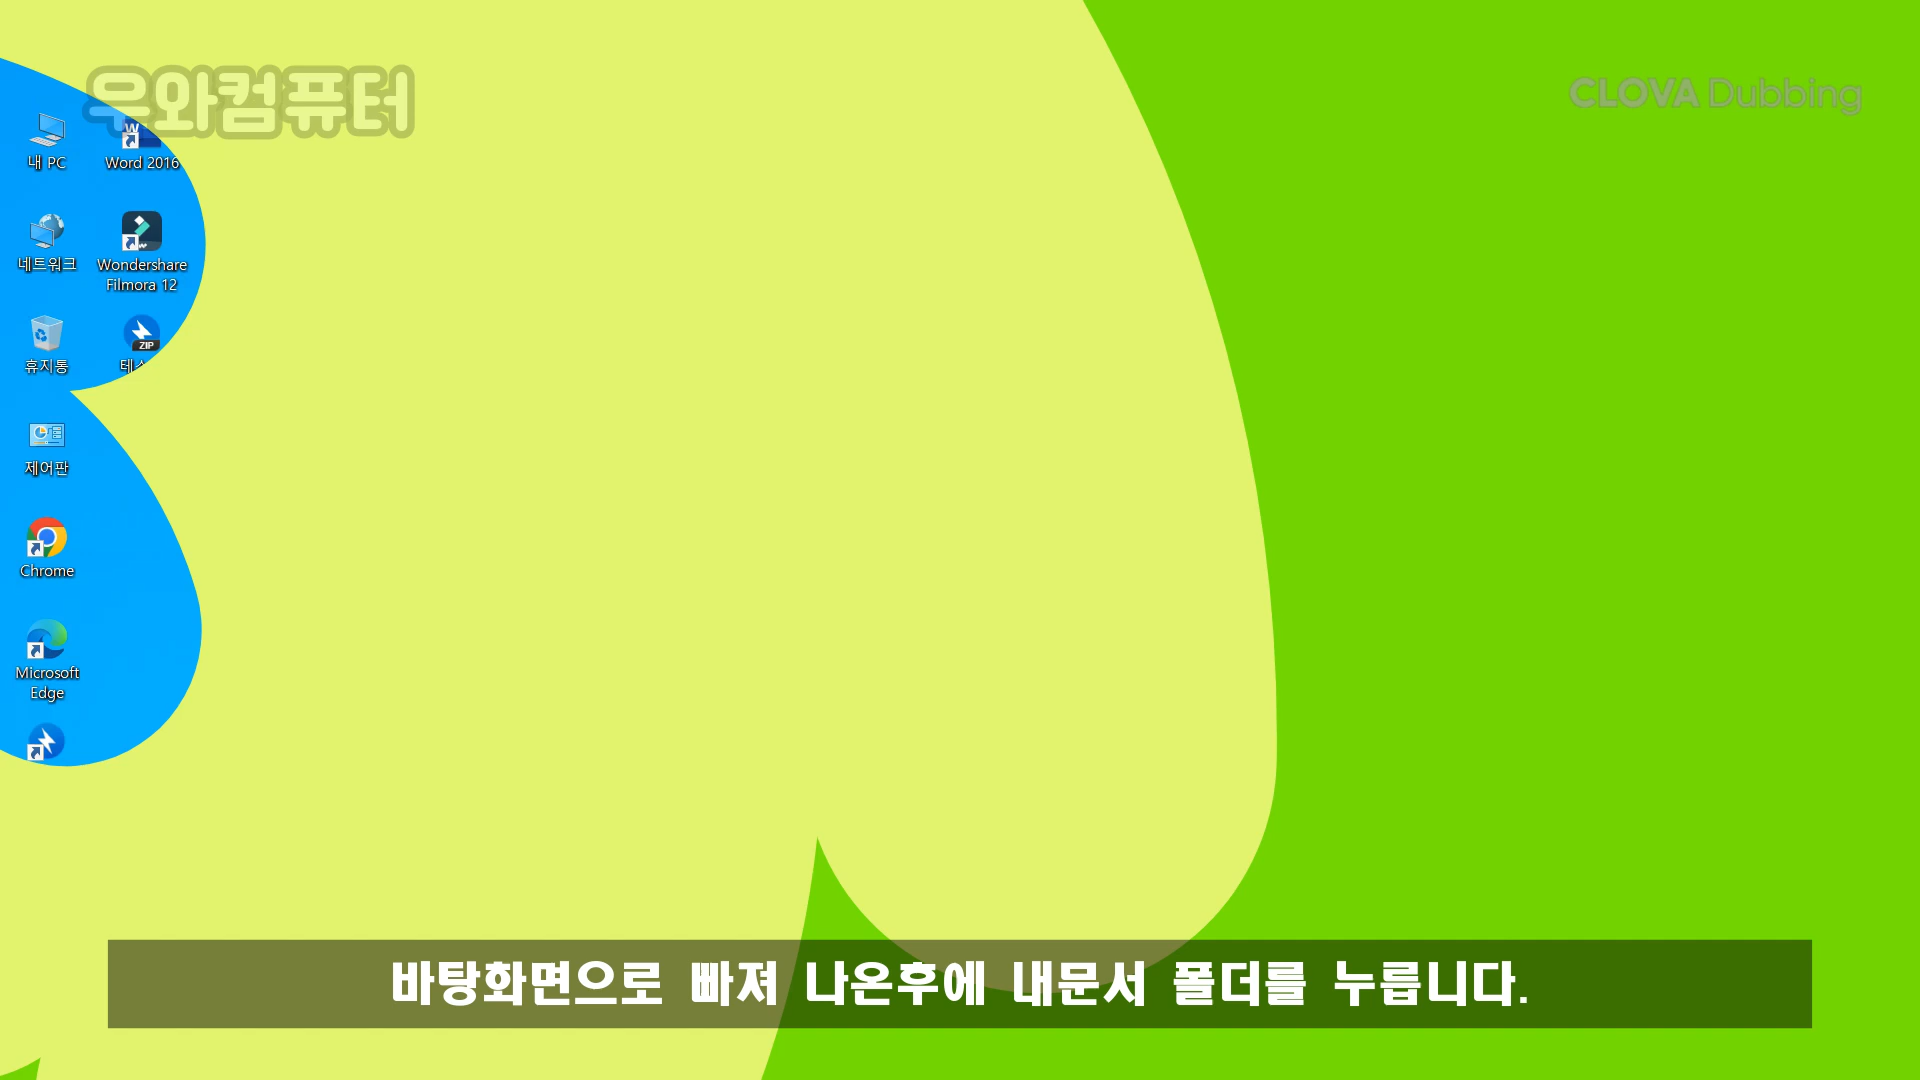 우와컴퓨터
CLOVA Dubbing
내 PC
W
Word 2016
네트워크
Wondershare
Filmora 12
휴지통
ZIP
제어판
Chrome
Microsoft
Edge
바탕화면으로 빠져 나온후에 내문서 폴더를 누릅니다.